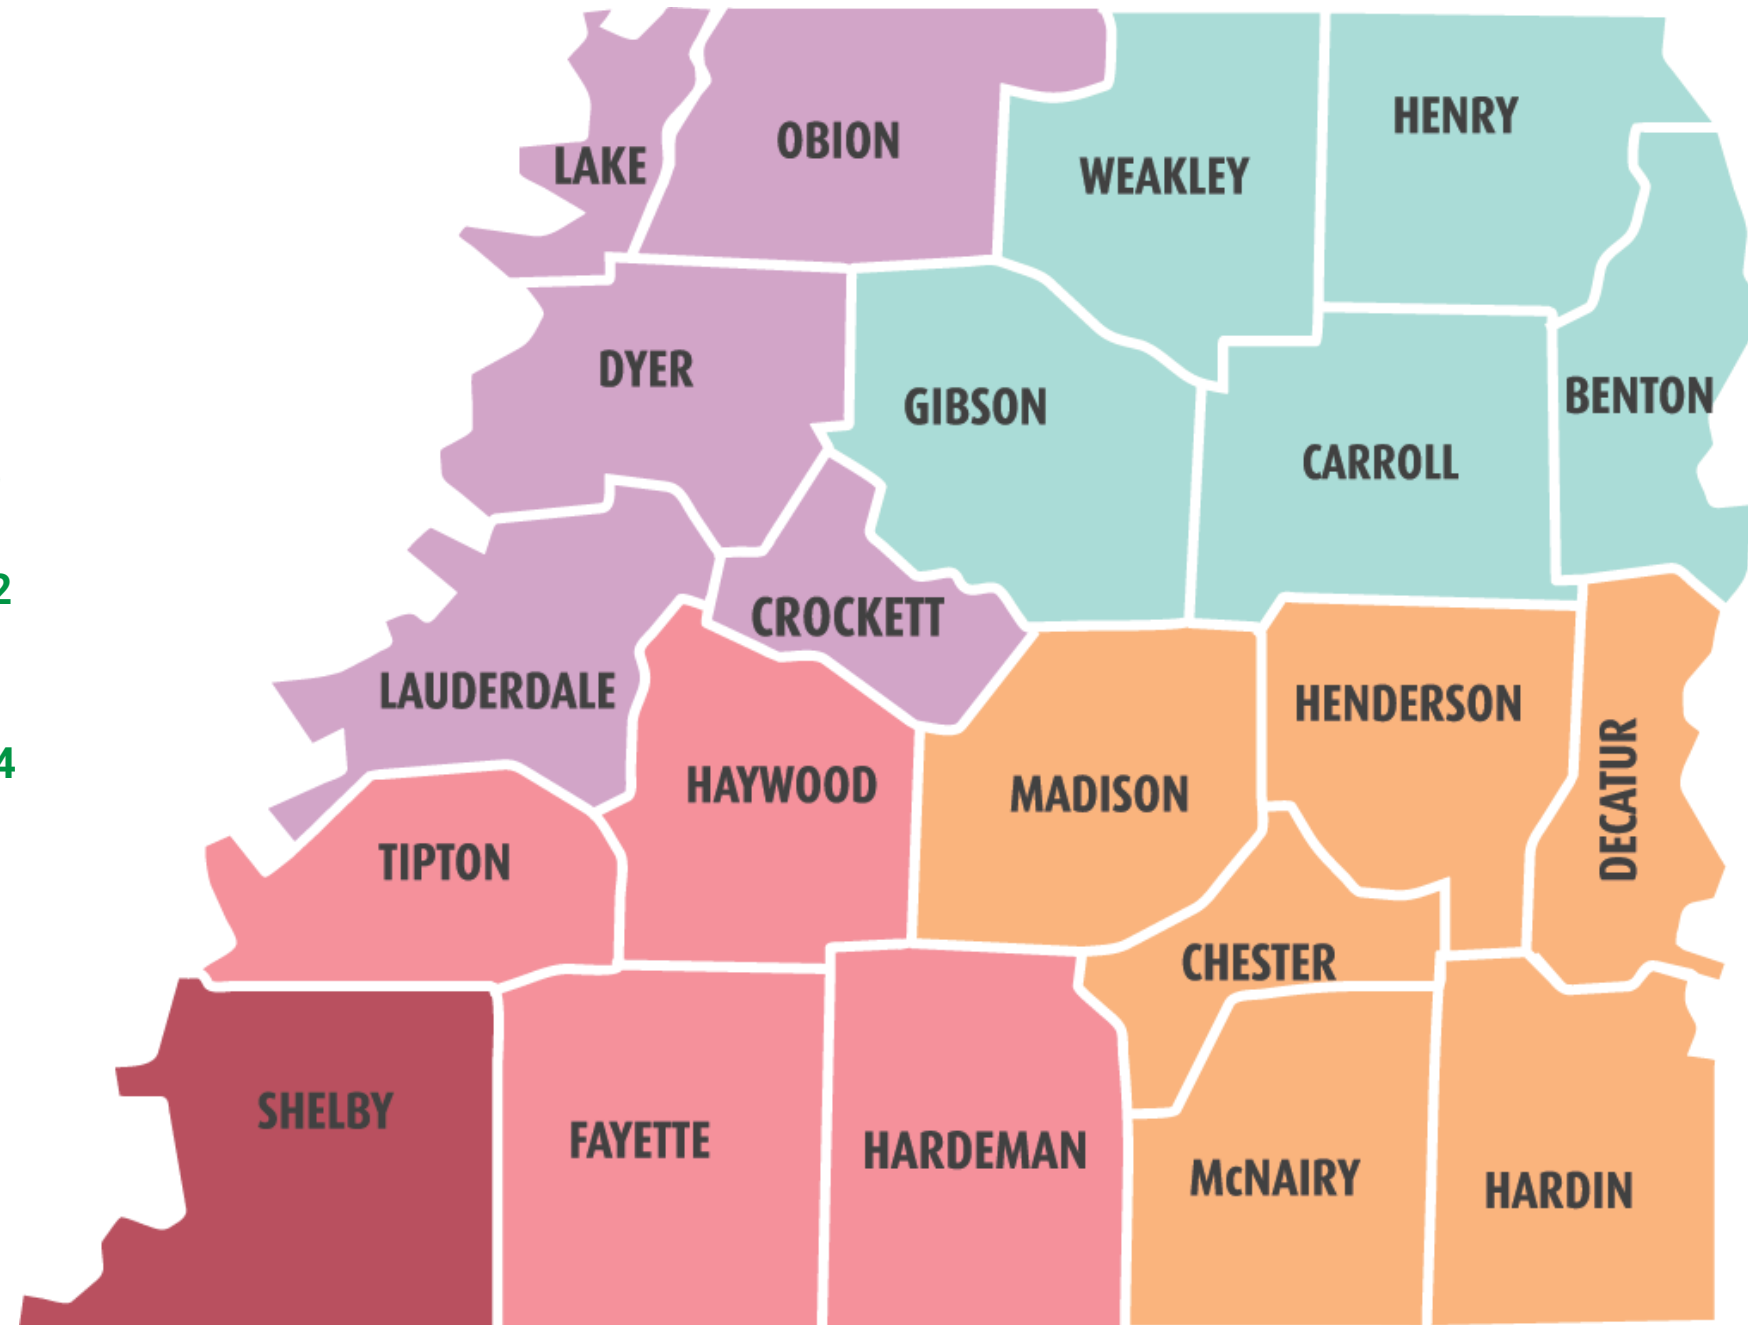 HENRY
OBION
LAKE
WEAKLEY
DYER
BENTON
GIBSON
CARROLL
2
CROCKETT
LAUDERDALE
HENDERSON
4
HAYWOOD
MADISON
DECATUR
TIPTON
CHESTER
SHELBY
FAYETTE
HARDEMAN
McNAIRY
HARDIN